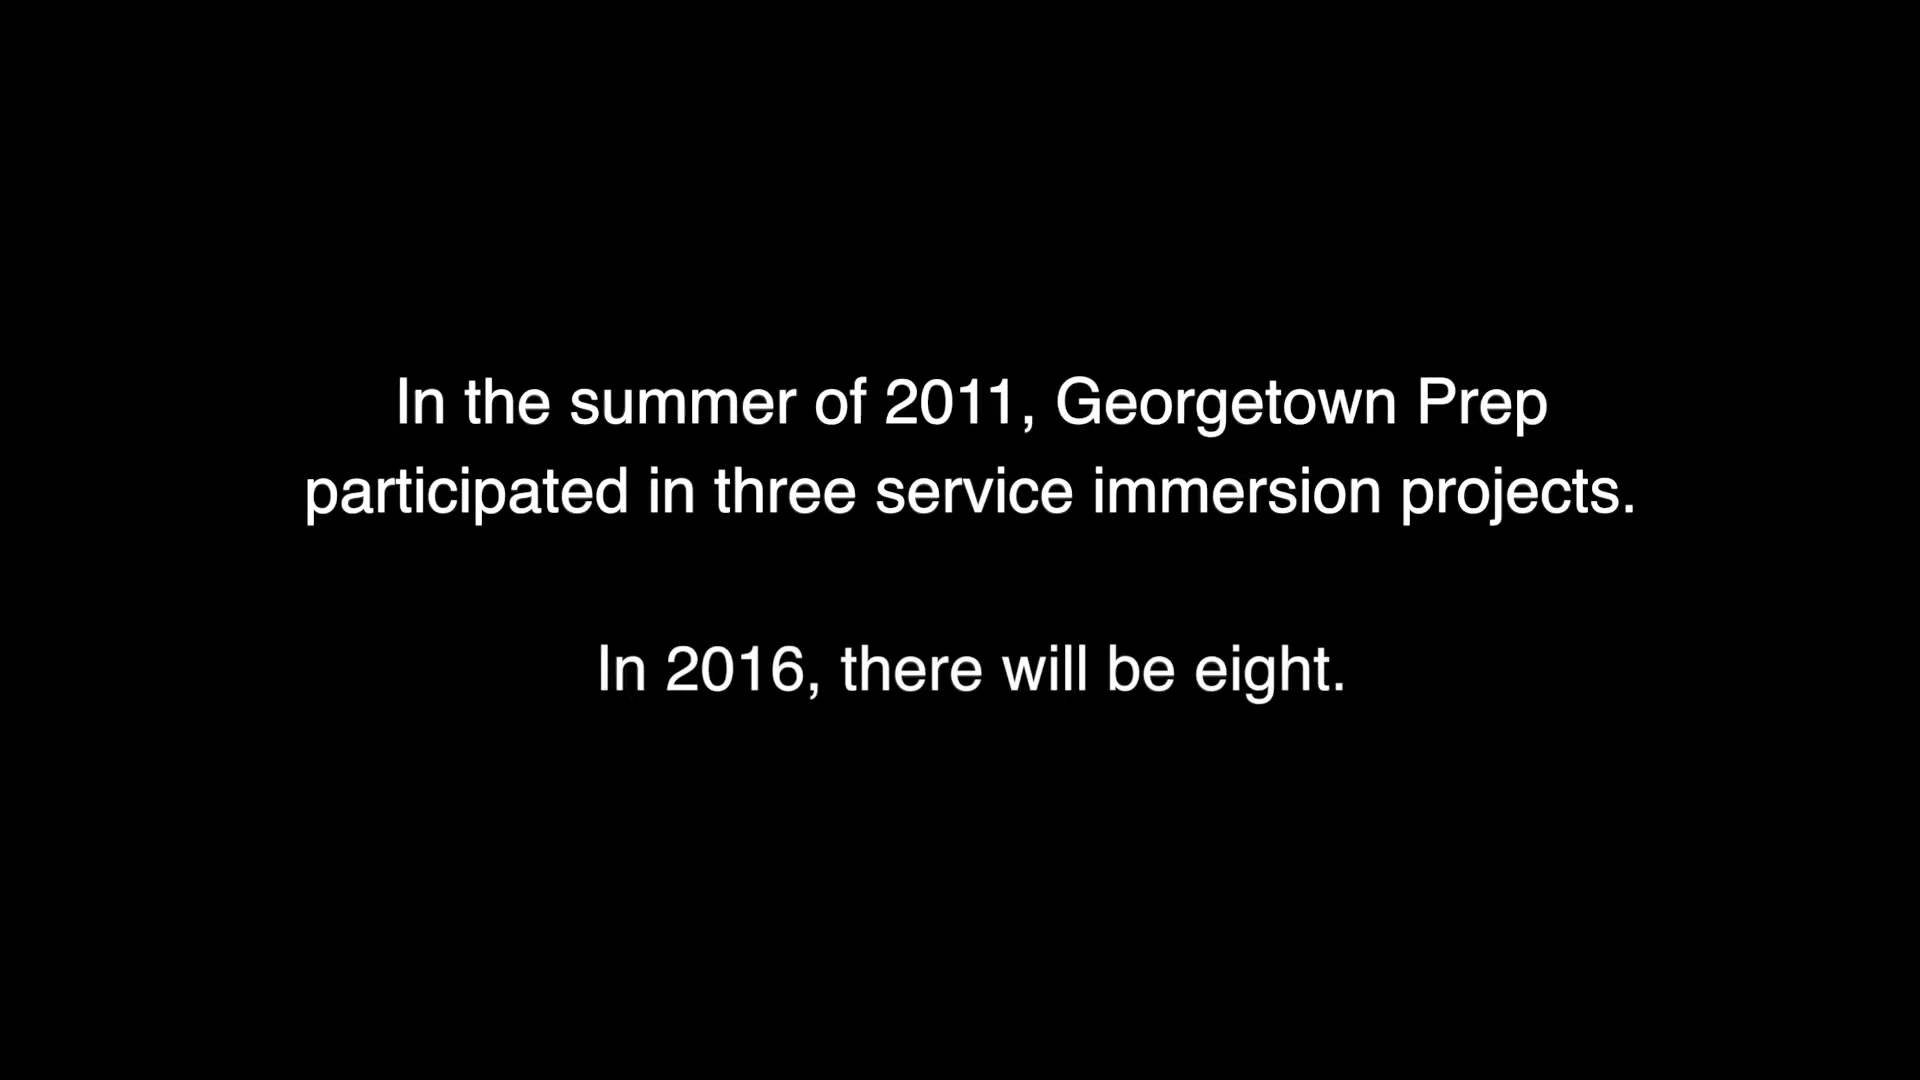 In the summer of 2011, Georgetown Prep
participated in three service immersion projects.
In 2016, there will be eight.